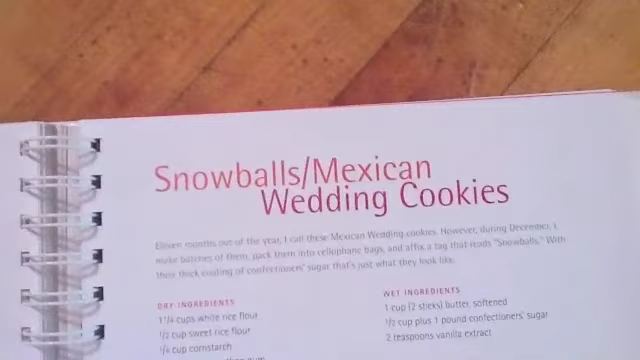 Snowballs/Mexican
Wedding Cookies
Eleven months out of the year, I call these Mexican Wedding cookies. However, during December, I
make batches of them, pack them into cellophane bags, and affix a tag that reads "Snowballs." With
their thick coating of confectioners' sugar that's just what they look like.
DRY INGREDIENTS
1 1/4 cups white rice flour
1/2 cup sweet rice flour
1/4 cup cornstarch
WET INGREDIENTS
1 cup (2 sticks) butter, softened
1/2 cup plus 1 pound confectioners' sugar
2 teaspoons vanilla extract